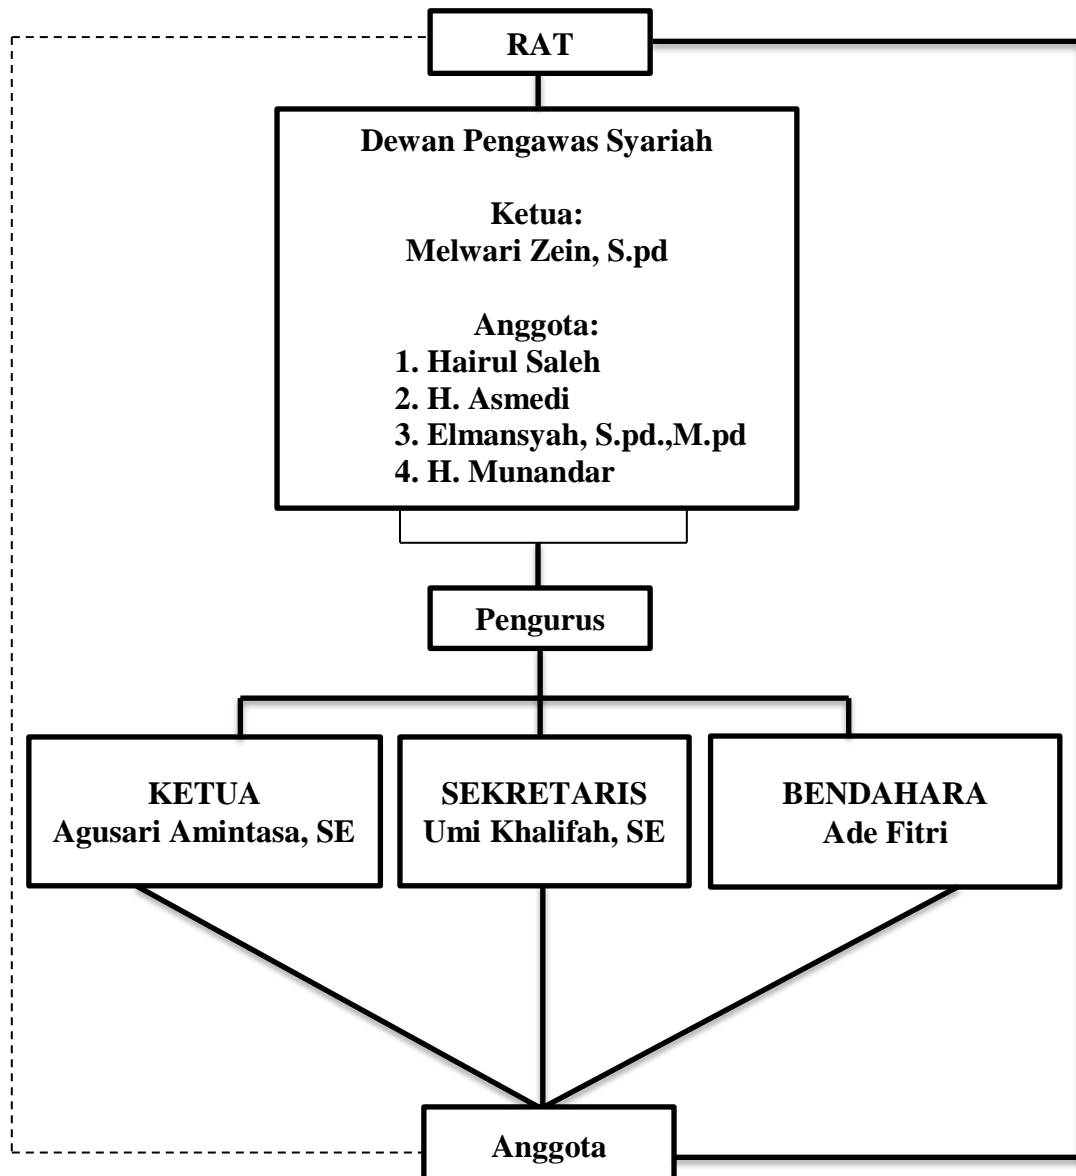 RAT
Dewan Pengawas Syariah
Ketua:
Melwari Zein, S.pd
Anggota:
1. Hairul Saleh
2. H. Asmedi
3. Elmansyah, S.pd.,M.pd
4. H. Munandar
Pengurus
KETUA
Agusari Amintasa, SE
SEKRETARIS
Umi Khalifah, SE
BENDAHARA
Ade Fitri
Anggota